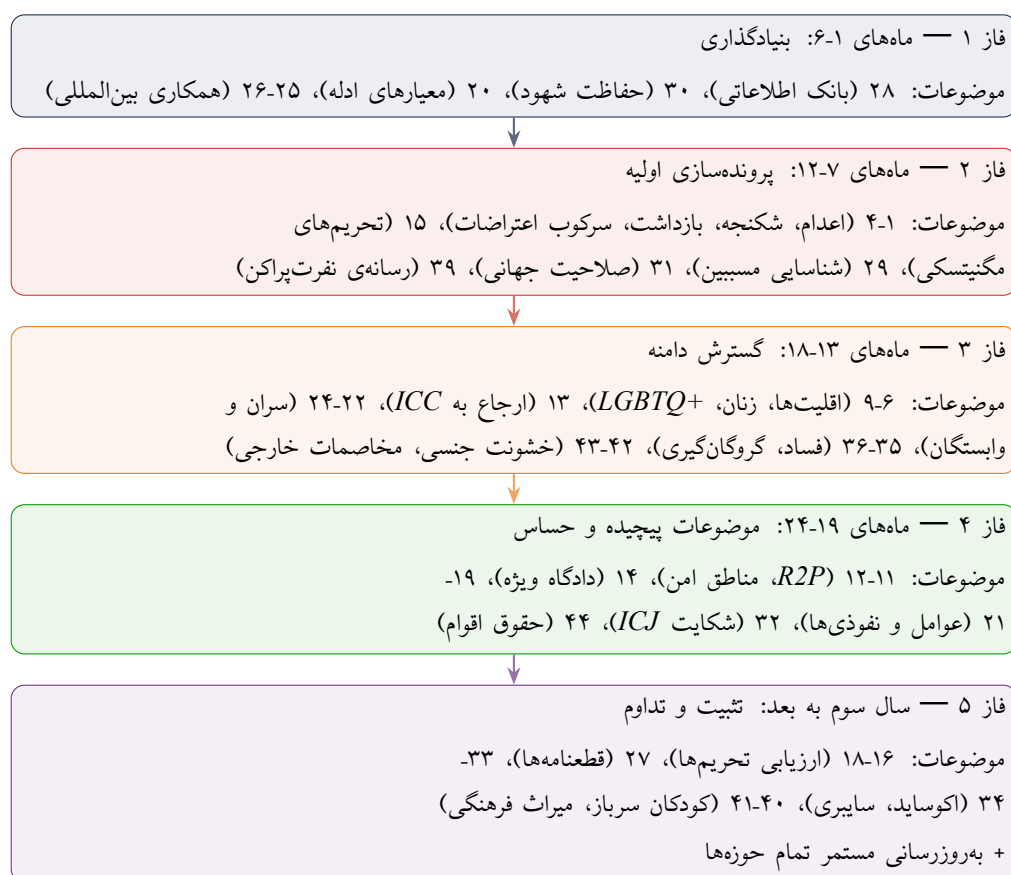 فاز ۱ — ماه‌های ۱-۶: بنیادگذاری
موضوعات: ۲۸ (بانک اطلاعاتی)، ۳۰ (حفاظت شهود)، ۲۰ (معیارهای ادله)، ۲۵-۲۶ (همکاری بین‌المللی)
فاز ۲ — ماه‌های ۷-۱۲: پرونده‌سازی اولیه
موضوعات: ۱-۴ (اعدام، شکنجه، بازداشت، سرکوب اعتراضات)، ۱۵ (تحریم‌های
مگنیتسکی)، ۲۹ (شناسایی مسببین)، ۳۱ (صلاحیت جهانی)، ۳۹ (رسانه‌ی نفرت‌پراکن)
فاز ۳ — ماه‌های ۱۳-۱۸: گسترش دامنه
موضوعات: ۶-۹ (اقلیت‌ها، زنان، LGBTQ+)، ۱۳ (ارجاع به ICC)، ۲۲-۲۴ (سران و
وابستگان)، ۳۵-۳۶ (فساد، گروگان‌گیری)، ۴۲-۴۳ (خشونت جنسی، مخاصمات خارجی)
فاز ۴ — ماه‌های ۱۹-۲۴: موضوعات پیچیده و حساس
موضوعات: ۱۱-۱۲ (R2P، مناطق امن)، ۱۴ (دادگاه ویژه)، ۱۹-
۲۱ (عوامل و نفوذی‌ها)، ۳۲ (شکایت ICJ)، ۴۴ (حقوق اقوام)
فاز ۵ — سال سوم به بعد: تثبیت و تداوم
موضوعات: ۱۶-۱۸ (ارزیابی تحریم‌ها)، ۲۷ (قطعنامه‌ها)، ۳۳-
۳۴ (اکوساید، سایبری)، ۴۰-۴۱ (کودکان سرباز، میراث فرهنگی)
+ به‌روزرسانی مستمر تمام حوزه‌ها